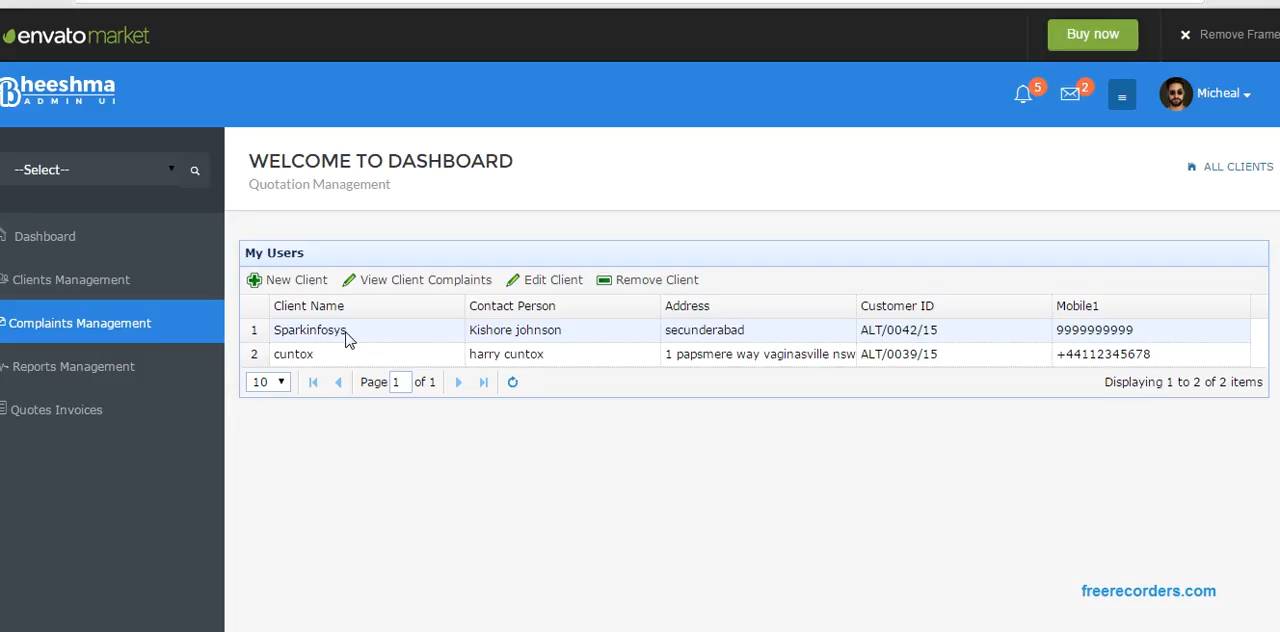 envatomarket
Buy now
Remove Frame
Bheeshma
ADMIN UI
5
2
Micheal
--Select--
WELCOME TO DASHBOARD
Quotation Management
ALL CLIENTS
Dashboard
Clients Management
Complaints Management
Reports Management
Quotes Invoices
My Users
New Client View Client Complaints Edit Client Remove Client
Client Name Contact Person Address Customer ID Mobile1
1 Sparkinfosys Kishore johnson secunderabad ALT/0042/15 9999999999
2 cuntox harry cuntox 1 papsmere way vaginasville nsw ALT/0039/15 +44112345678
10 Page 1 of 1 Displaying 1 to 2 of 2 items
freerecorders.com